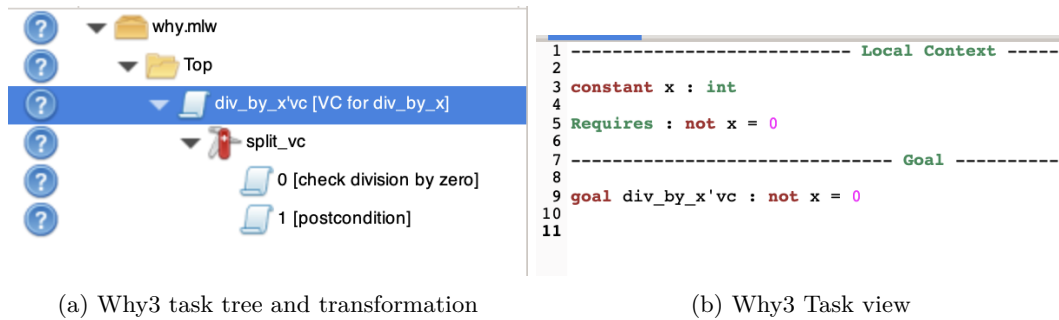 why.mlw
Top
div_by_x'vc [VC for div_by_x]
split_vc
0 [check division by zero]
1 [postcondition]
1 --------------------------- Local Context -----
2
3 constant x : int
4
5 Requires : not x = 0
6
7 ------------------------------- Goal ----------
8
9 goal div_by_x'vc : not x = 0
10
11
(a) Why3 task tree and transformation
(b) Why3 Task view